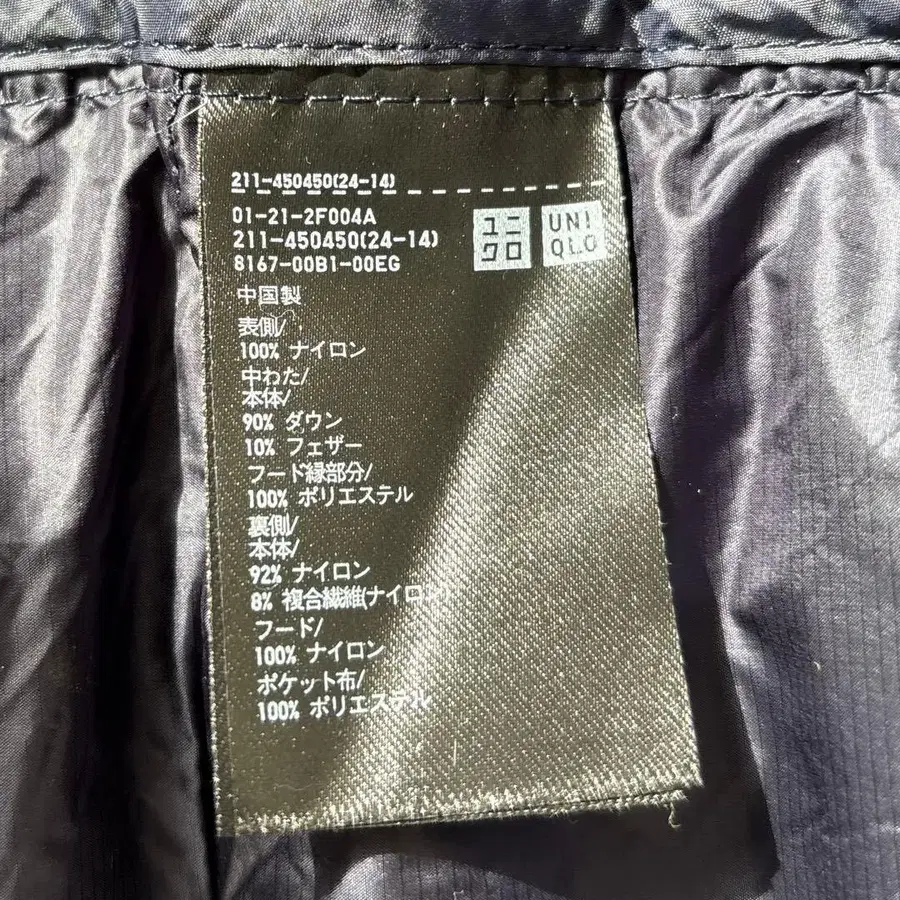 211-450450(24-14)
01-21-2F004A
211-450450(24-14)
8167-00B1-00EG
ユニ
クロ
UNI
QLO
中国製
表側/
100% ナイロン
中わた/
本体/
90% ダウン
10% フェザー
フード縁部分/
100% ポリエステル
裏側/
本体/
92% ナイロン
8% 複合繊維(ナイロン)
フード/
100% ナイロン
ポケット布/
100% ポリエステル